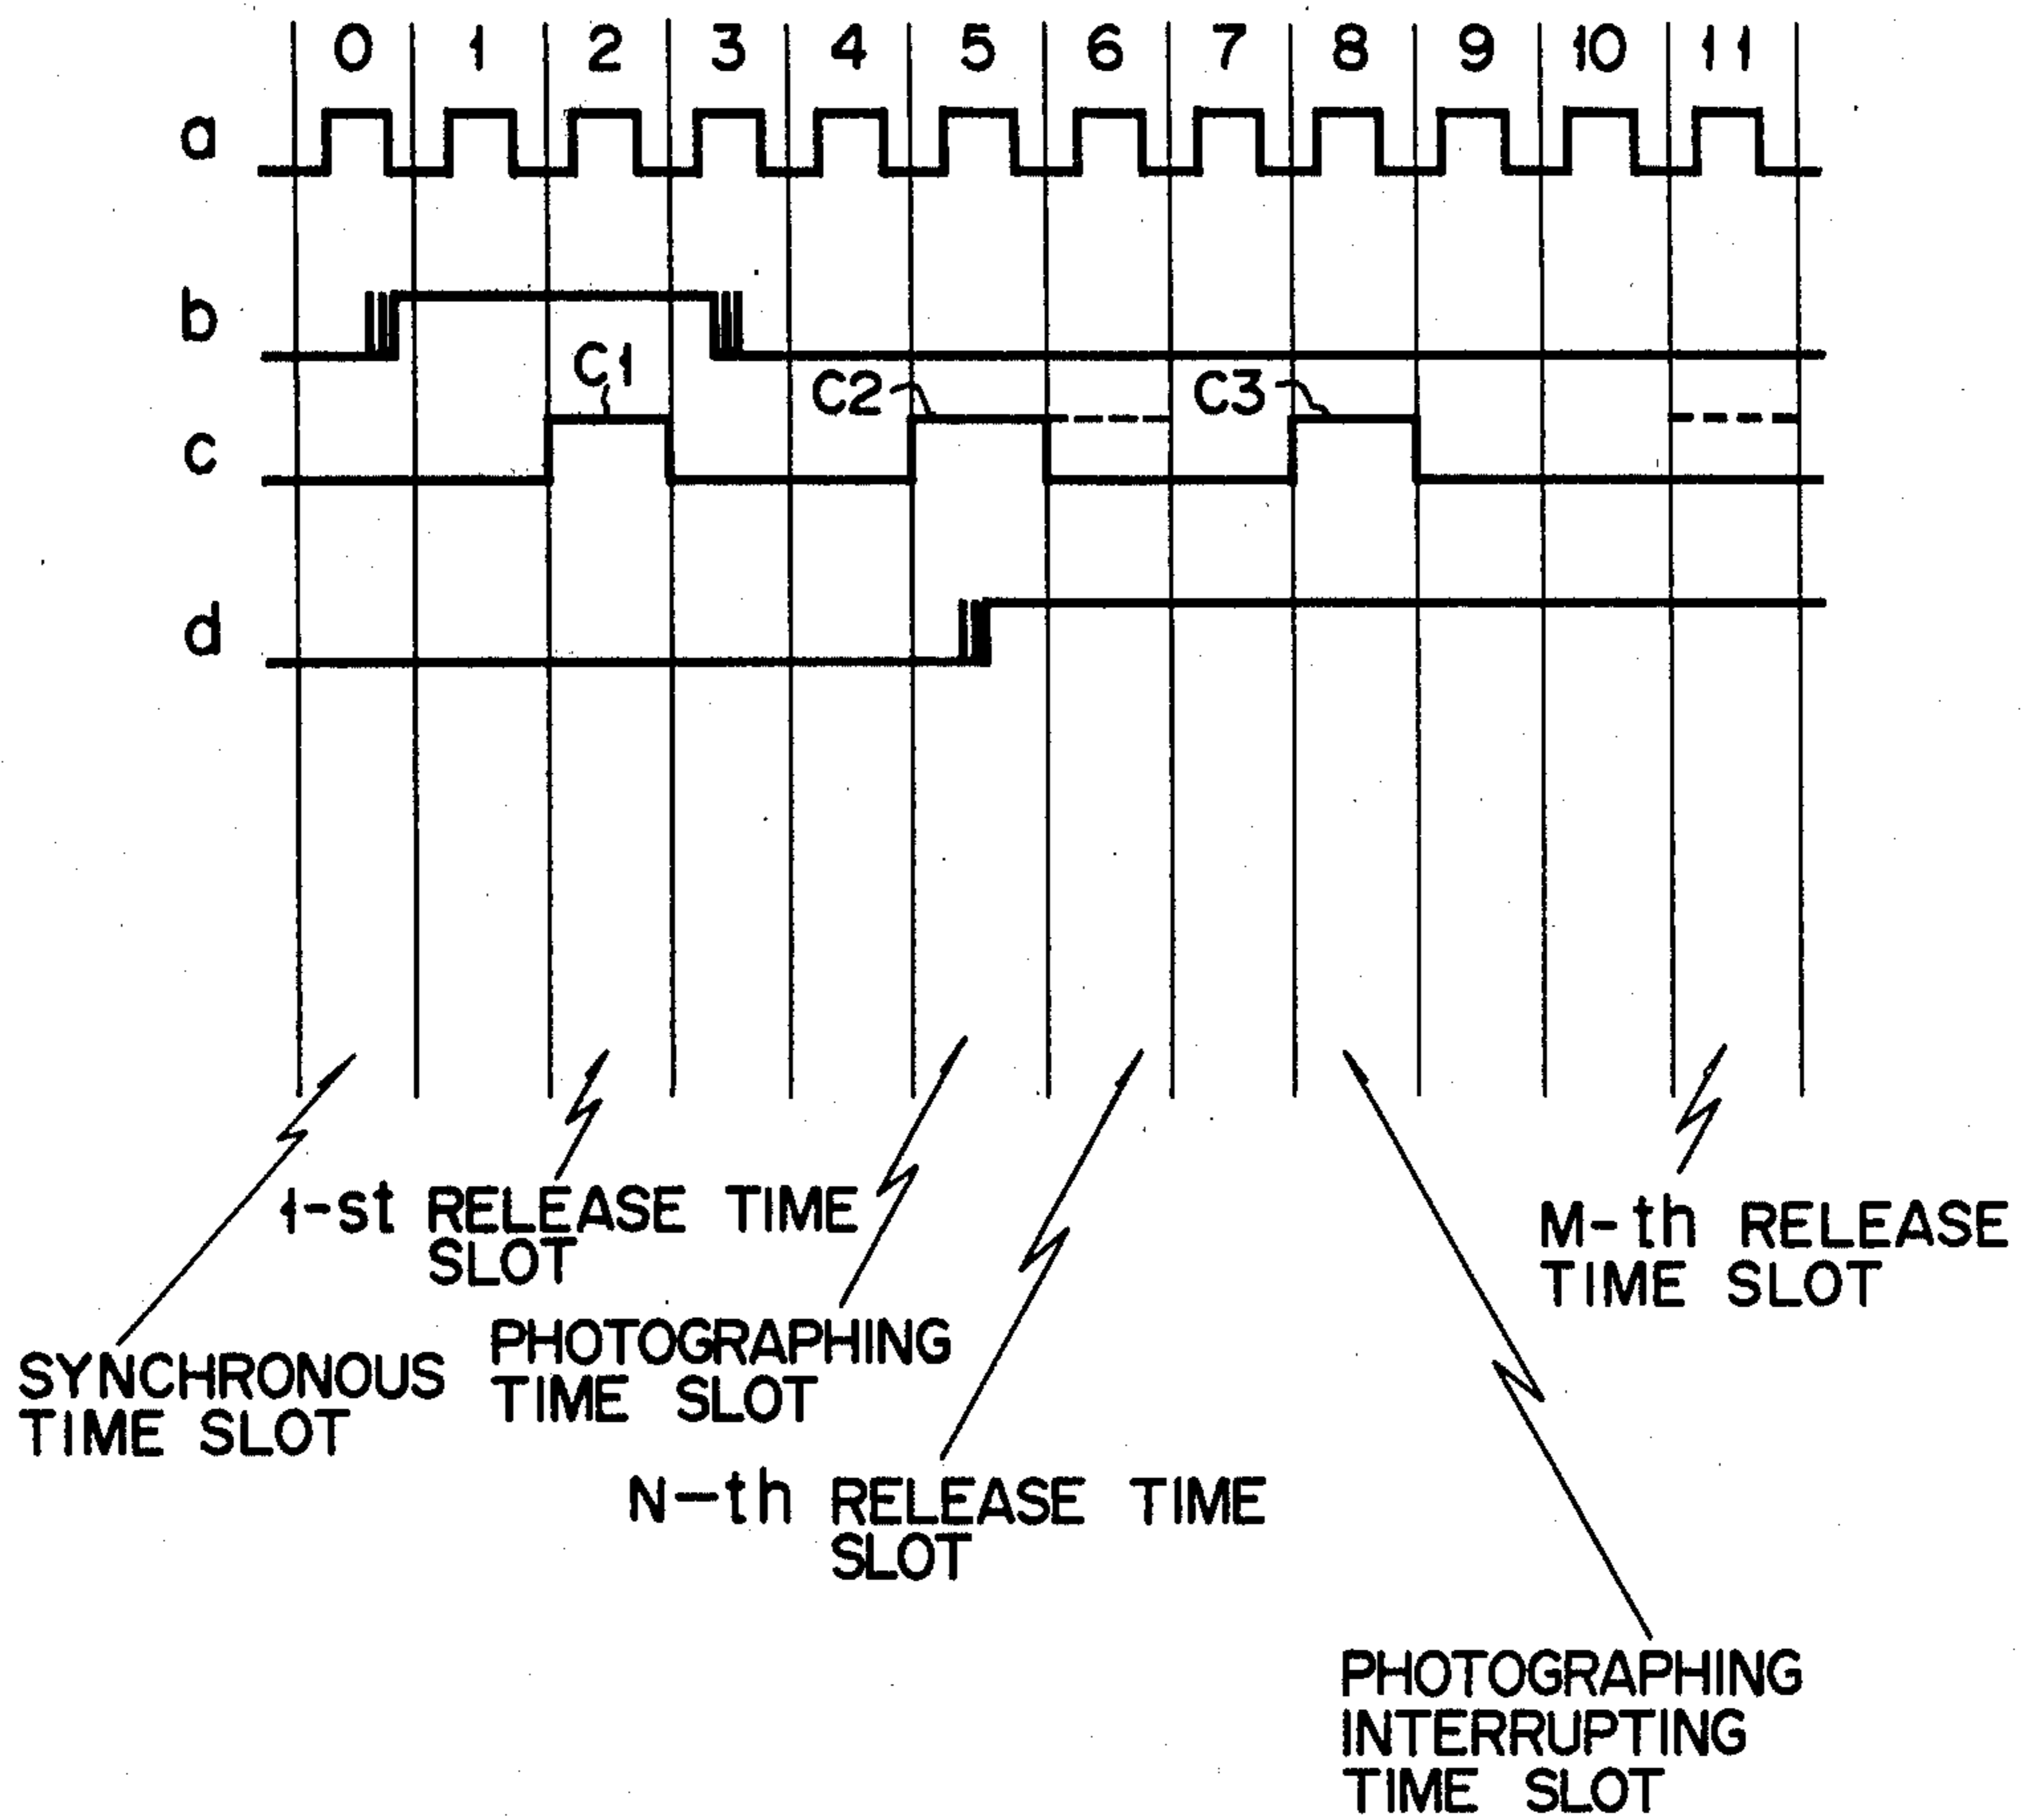 0 1 2 3 4 5 6 7 8 9 10 11
a
b
C1
C2
C3
c
d
1-st RELEASE TIME
SLOT
M-th RELEASE
TIME SLOT
PHOTOGRAPHING
TIME SLOT
SYNCHRONOUS
TIME SLOT
N-th RELEASE TIME
SLOT
PHOTOGRAPHING
INTERRUPTING
TIME SLOT